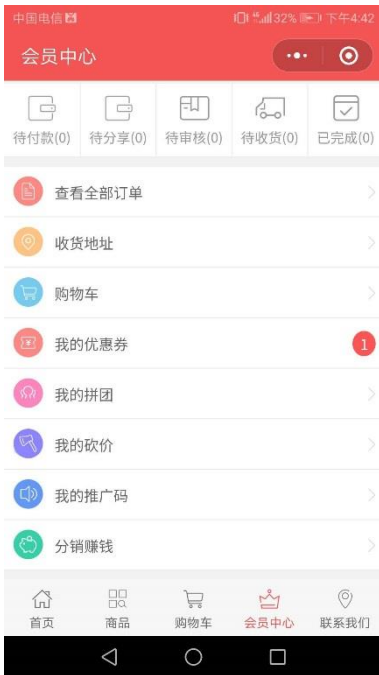 中国电信 32% 下午4:42
会员中心
待付款(0) 待分享(0) 待审核(0) 待收货(0) 已完成(0)
查看全部订单
收货地址
购物车
我的优惠券 1
我的拼团
我的砍价
我的推广码
分销赚钱
首页 商品 购物车 会员中心 联系我们